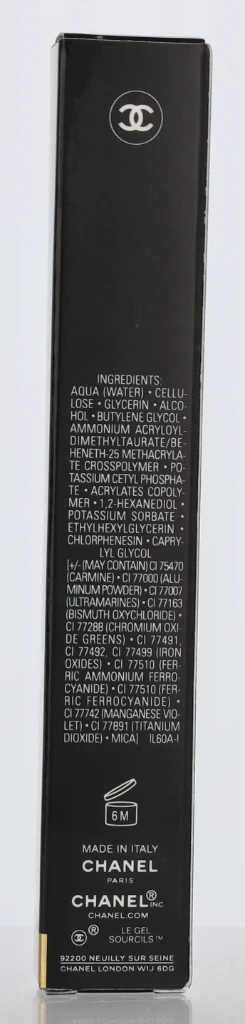 INGREDIENTS:
AQUA (WATER) • CELLU-
LOSE • GLYCERIN • ALCO-
HOL • BUTYLENE GLYCOL •
AMMONIUM ACRYLOYL-
DIMETHYLTAURATE/BE-
HENETH-25 METHACRYLA-
TE CROSSPOLYMER • PO-
TASSIUM CETYL PHOSPHA-
TE • ACRYLATES COPOLY-
MER • 1,2-HEXANEDIOL •
POTASSIUM SORBATE •
ETHYLHEXYLGLYCERIN •
CHLORPHENESIN • CAPRY-
LYL GLYCOL
[+/- (MAY CONTAIN) CI 75470
(CARMINE) • CI 77000 (ALU-
MINUM POWDER) • CI 77007
(ULTRAMARINES) • CI 77163
(BISMUTH OXYCHLORIDE) •
CI 77288 (CHROMIUM OXI-
DE GREENS) • CI 77491,
CI 77492, CI 77499 (IRON
OXIDES) • CI 77510 (FER-
RIC AMMONIUM FERRO-
CYANIDE) • CI 77510 (FER-
RIC FERROCYANIDE) •
CI 77742 (MANGANESE VIO-
LET) • CI 77891 (TITANIUM
DIOXIDE) • MICA] IL60A-I
6M
MADE IN ITALY
CHANEL
PARIS
CHANEL® INC
CHANEL.COM
® LE GEL
SOURCILS™
92200 NEUILLY SUR SEINE
CHANEL LONDON W1J 6DG